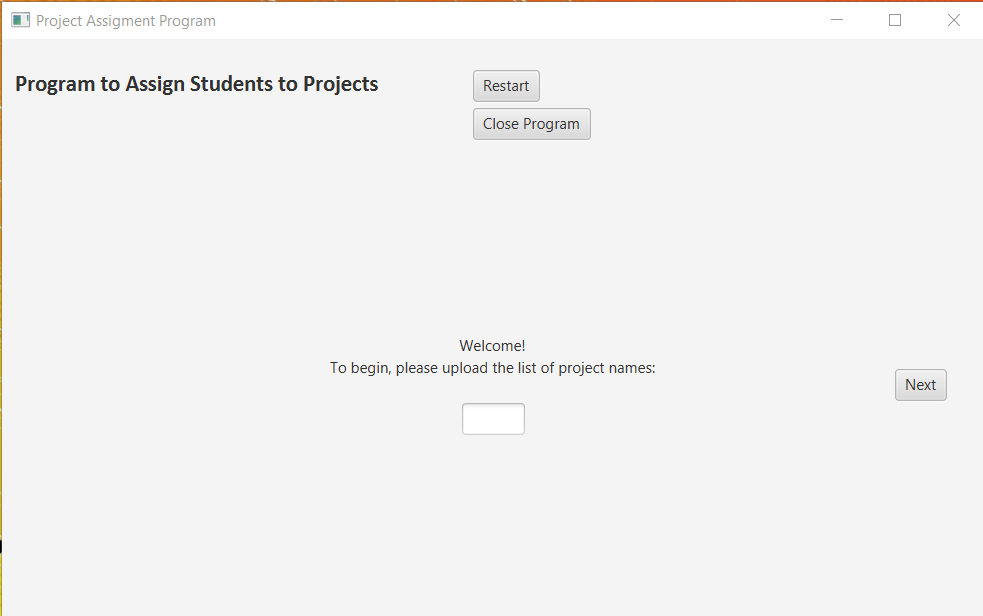 Project Assigment Program
Program to Assign Students to Projects
Restart
Close Program
Welcome!
To begin, please upload the list of project names:
Next